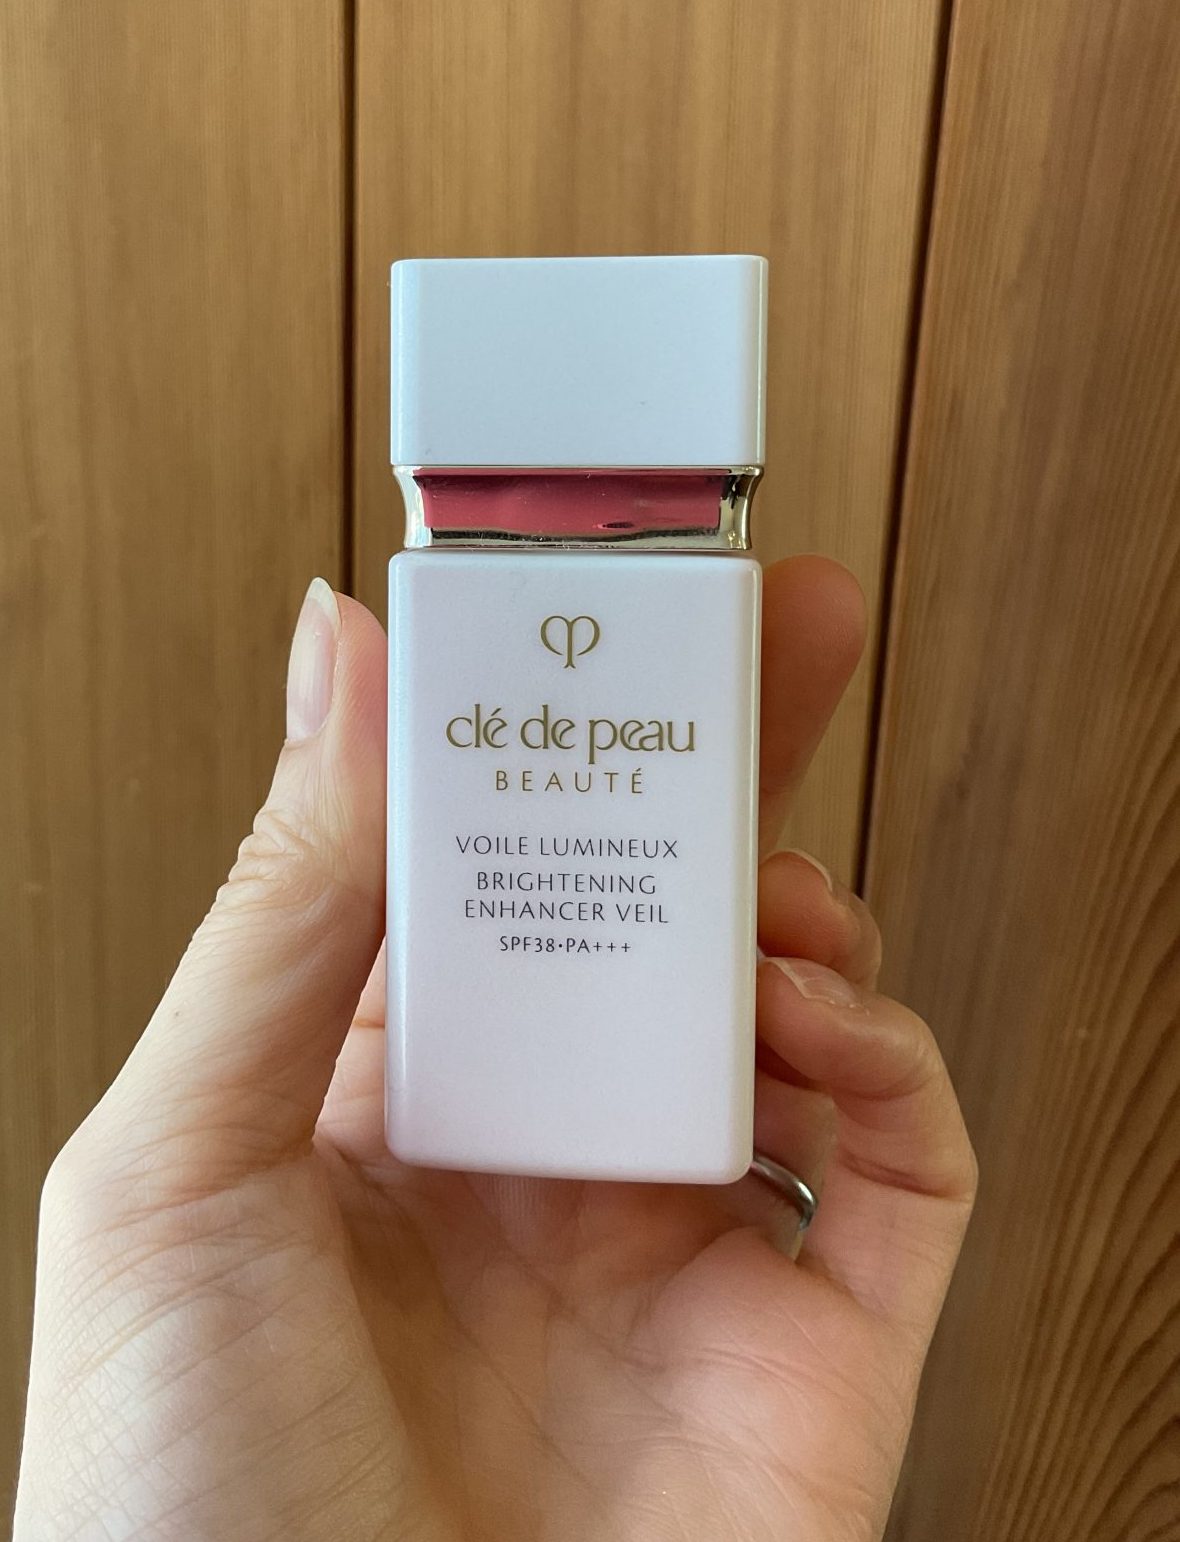 clé de peau
BEAUTÉ
VOILE LUMINEUX
BRIGHTENING
ENHANCER VEIL
SPF38•PA+++